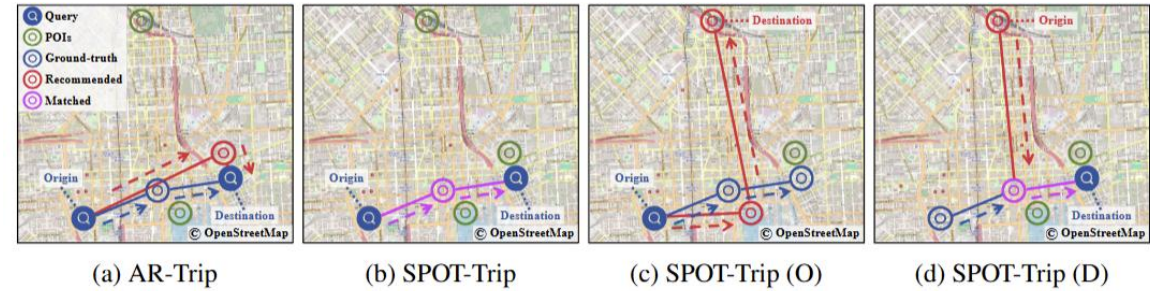 Query
POIs
Ground-truth
Recommended
Matched
Origin
Destination
© OpenStreetMap
(a) AR-Trip
Origin
Destination
© OpenStreetMap
(b) SPOT-Trip
Destination
Origin
© OpenStreetMap
(c) SPOT-Trip (O)
Origin
Destination
© OpenStreetMap
(d) SPOT-Trip (D)